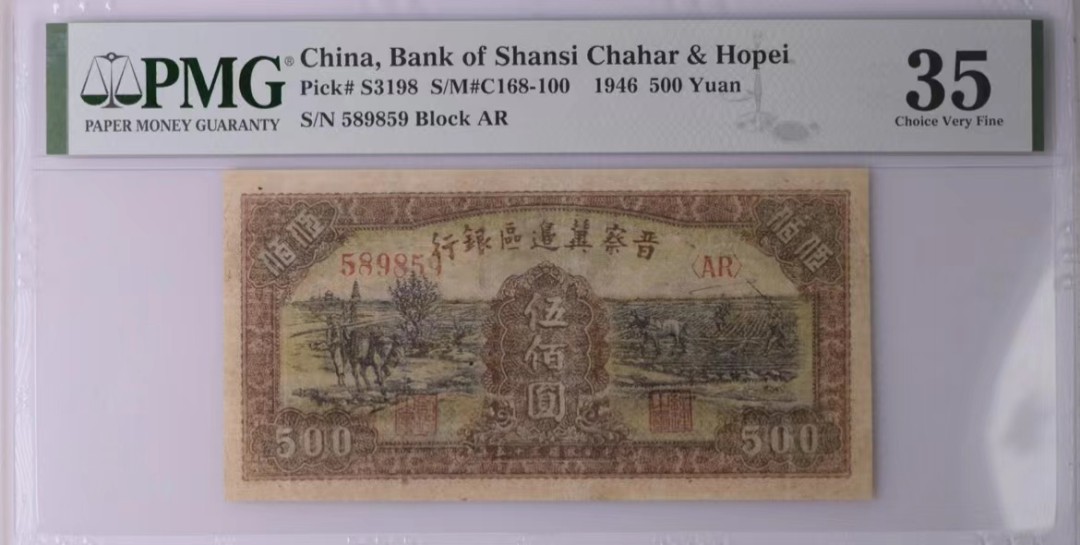 PMG®
PAPER MONEY GUARANTY
China, Bank of Shansi Chahar & Hopei
Pick# S3198 S/M#C168-100 1946 500 Yuan
S/N 589859 Block AR
35
Choice Very Fine
佰伍
伍佰
行銀區邊冀察晉
589859
〈AR〉
伍佰圓
500
500